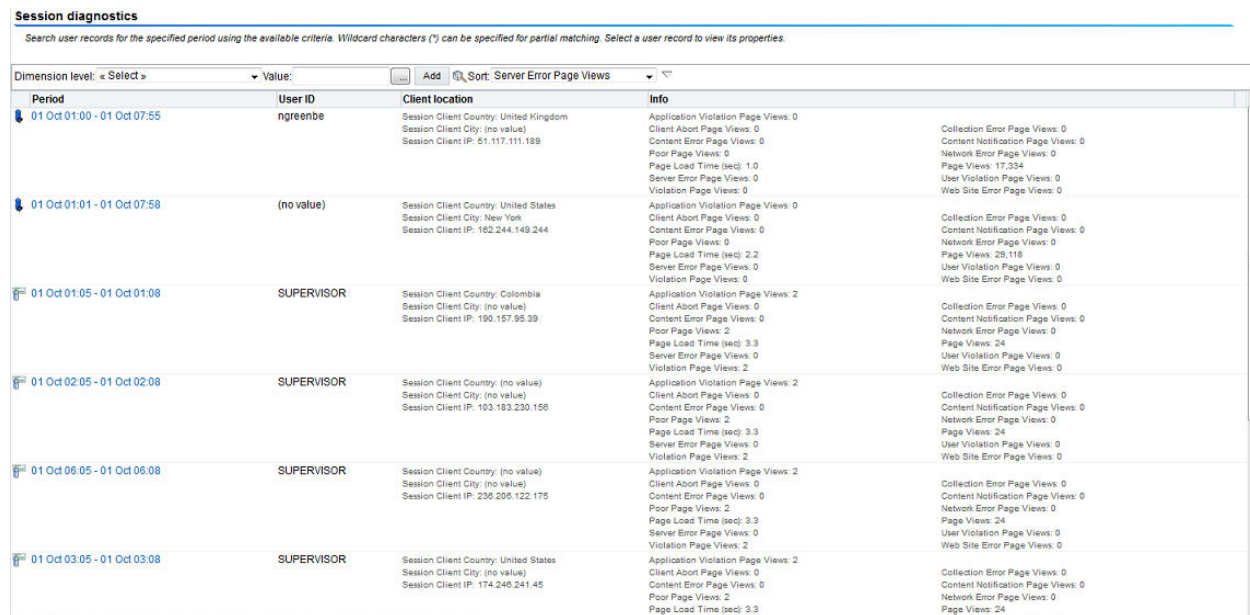 Session diagnostics
Search user records for the specified period using the available criteria. Wildcard characters (*) can be specified for partial matching. Select a user record to view its properties.
Dimension level: « Select » Value: ... Add Sort: Server Error Page Views
Period User ID Client location Info
01 Oct 01:00 - 01 Oct 07:55 ngreenbe Session Client Country: United Kingdom Application Violation Page Views: 0
Session Client City: (no value) Client Abort Page Views: 0 Collection Error Page Views: 0
Session Client IP: 51.117.111.189 Content Error Page Views: 0 Content Notification Page Views: 0
Poor Page Views: 0 Network Error Page Views: 0
Page Load Time (sec): 1.0 Page Views: 17,334
Server Error Page Views: 0 User Violation Page Views: 0
Violation Page Views: 0 Web Site Error Page Views: 0
01 Oct 01:01 - 01 Oct 07:58 (no value) Session Client Country: United States Application Violation Page Views: 0
Session Client City: New York Client Abort Page Views: 0 Collection Error Page Views: 0
Session Client IP: 162.244.149.244 Content Error Page Views: 0 Content Notification Page Views: 0
Poor Page Views: 0 Network Error Page Views: 0
Page Load Time (sec): 2.2 Page Views: 29,118
Server Error Page Views: 0 User Violation Page Views: 0
Violation Page Views: 0 Web Site Error Page Views: 0
01 Oct 01:05 - 01 Oct 01:08 SUPERVISOR Session Client Country: Colombia Application Violation Page Views: 2
Session Client City: (no value) Client Abort Page Views: 0 Collection Error Page Views: 0
Session Client IP: 190.157.95.39 Content Error Page Views: 0 Content Notification Page Views: 0
Poor Page Views: 2 Network Error Page Views: 0
Page Load Time (sec): 3.3 Page Views: 24
Server Error Page Views: 0 User Violation Page Views: 0
Violation Page Views: 2 Web Site Error Page Views: 0
01 Oct 02:05 - 01 Oct 02:08 SUPERVISOR Session Client Country: (no value) Application Violation Page Views: 2
Session Client City: (no value) Client Abort Page Views: 0 Collection Error Page Views: 0
Session Client IP: 103.183.230.156 Content Error Page Views: 0 Content Notification Page Views: 0
Poor Page Views: 2 Network Error Page Views: 0
Page Load Time (sec): 3.3 Page Views: 24
Server Error Page Views: 0 User Violation Page Views: 0
Violation Page Views: 2 Web Site Error Page Views: 0
01 Oct 06:05 - 01 Oct 06:08 SUPERVISOR Session Client Country: (no value) Application Violation Page Views: 2
Session Client City: (no value) Client Abort Page Views: 0 Collection Error Page Views: 0
Session Client IP: 236.206.122.175 Content Error Page Views: 0 Content Notification Page Views: 0
Poor Page Views: 2 Network Error Page Views: 0
Page Load Time (sec): 3.3 Page Views: 24
Server Error Page Views: 0 User Violation Page Views: 0
Violation Page Views: 2 Web Site Error Page Views: 0
01 Oct 03:05 - 01 Oct 03:08 SUPERVISOR Session Client Country: United States Application Violation Page Views: 2
Session Client City: (no value) Client Abort Page Views: 0 Collection Error Page Views: 0
Session Client IP: 174.246.241.45 Content Error Page Views: 0 Content Notification Page Views: 0
Poor Page Views: 2 Network Error Page Views: 0
Page Load Time (sec): 3.3 Page Views: 24